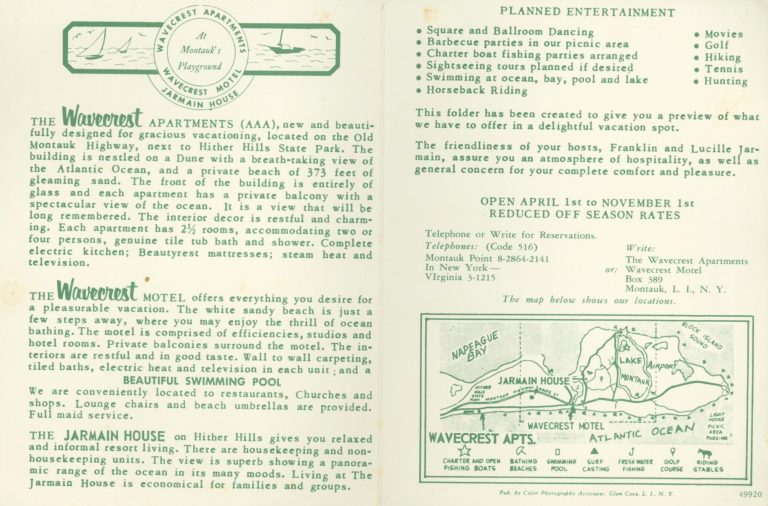 WAVECREST APARTMENTS
At
Montauk's
Playground
WAVECREST MOTEL
JARMAIN HOUSE
THE Wavecrest APARTMENTS (AAA), new and beauti-
fully designed for gracious vacationing, located on the Old
Montauk Highway, next to Hither Hills State Park. The
building is nestled on a Dune with a breath-taking view of
the Atlantic Ocean, and a private beach of 373 feet of
gleaming sand. The front of the building is entirely of
glass and each apartment has a private balcony with a
spectacular view of the ocean. It is a view that will be
long remembered. The interior decor is restful and charm-
ing. Each apartment has 2½ rooms, accommodating two or
four persons, genuine tile tub bath and shower. Complete
electric kitchen; Beautyrest mattresses; steam heat and
television.
THE Wavecrest MOTEL offers everything you desire for
a pleasurable vacation. The white sandy beach is just a
few steps away, where you may enjoy the thrill of ocean
bathing. The motel is comprised of efficiencies, studios and
hotel rooms. Private balconies surround the motel. The in-
teriors are restful and in good taste. Wall to wall carpeting,
tiled baths, electric heat and television in each unit; and a
BEAUTIFUL SWIMMING POOL
We are conveniently located to restaurants, Churches and
shops. Lounge chairs and beach umbrellas are provided.
Full maid service.
THE JARMAIN HOUSE on Hither Hills gives you relaxed
and informal resort living. There are housekeeping and non-
housekeeping units. The view is superb showing a panora-
mic range of the ocean in its many moods. Living at The
Jarmain House is economical for families and groups.
PLANNED ENTERTAINMENT
• Square and Ballroom Dancing
• Barbecue parties in our picnic area
• Charter boat fishing parties arranged
• Sightseeing tours planned if desired
• Swimming at ocean, bay, pool and lake
• Horseback Riding
• Movies
• Golf
• Hiking
• Tennis
• Hunting
This folder has been created to give you a preview of what
we have to offer in a delightful vacation spot.
The friendliness of your hosts, Franklin and Lucille Jar-
main, assure you an atmosphere of hospitality, as well as
general concern for your complete comfort and pleasure.
OPEN APRIL 1st to NOVEMBER 1st
REDUCED OFF SEASON RATES
Telephone or Write for Reservations.
Telephones: (Code 516)
Montauk Point 8-2864-2141
In New York—
VIrginia 3-1215
Write:
The Wavecrest Apartments
or: Wavecrest Motel
Box 389
Montauk, L. I., N. Y.
The map below shows our locations.
NAPEAGUE
BAY
BLOCK ISLAND
SOUND
LAKE
MONTAUK
AIRPORT
JARMAIN HOUSE
HITHER
HILLS
STATE
PARK
MONTAUK HIGHWAY
WAVECREST MOTEL
WAVECREST APTS.
ATLANTIC OCEAN
LIGHT
HOUSE
PICNIC
AREA
PARKING
CHARTER AND OPEN
FISHING BOATS
BATHING
BEACHES
SWIMMING
POOL
SURF
CASTING
FRESH WATER
FISHING
GOLF
COURSE
RIDING
STABLES
Pub. by Color Photography Associates, Glen Cove, L. I., N. Y.
49920